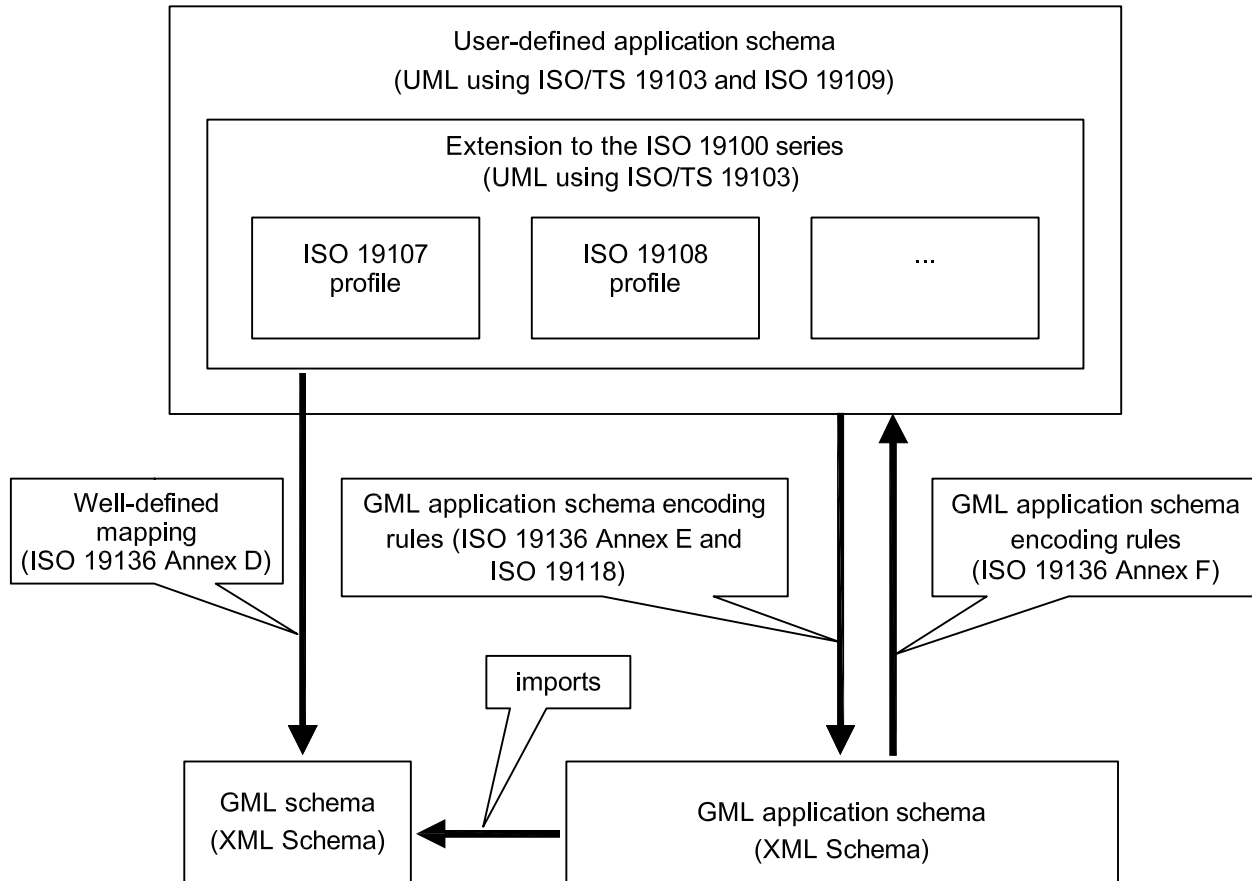 User-defined application schema
(UML using ISO/TS 19103 and ISO 19109)
Extension to the ISO 19100 series
(UML using ISO/TS 19103)
ISO 19107
profile
ISO 19108
profile
...
Well-defined
mapping
(ISO 19136 Annex D)
GML application schema encoding
rules (ISO 19136 Annex E and
ISO 19118)
GML application schema
encoding rules
(ISO 19136 Annex F)
imports
GML schema
(XML Schema)
GML application schema
(XML Schema)